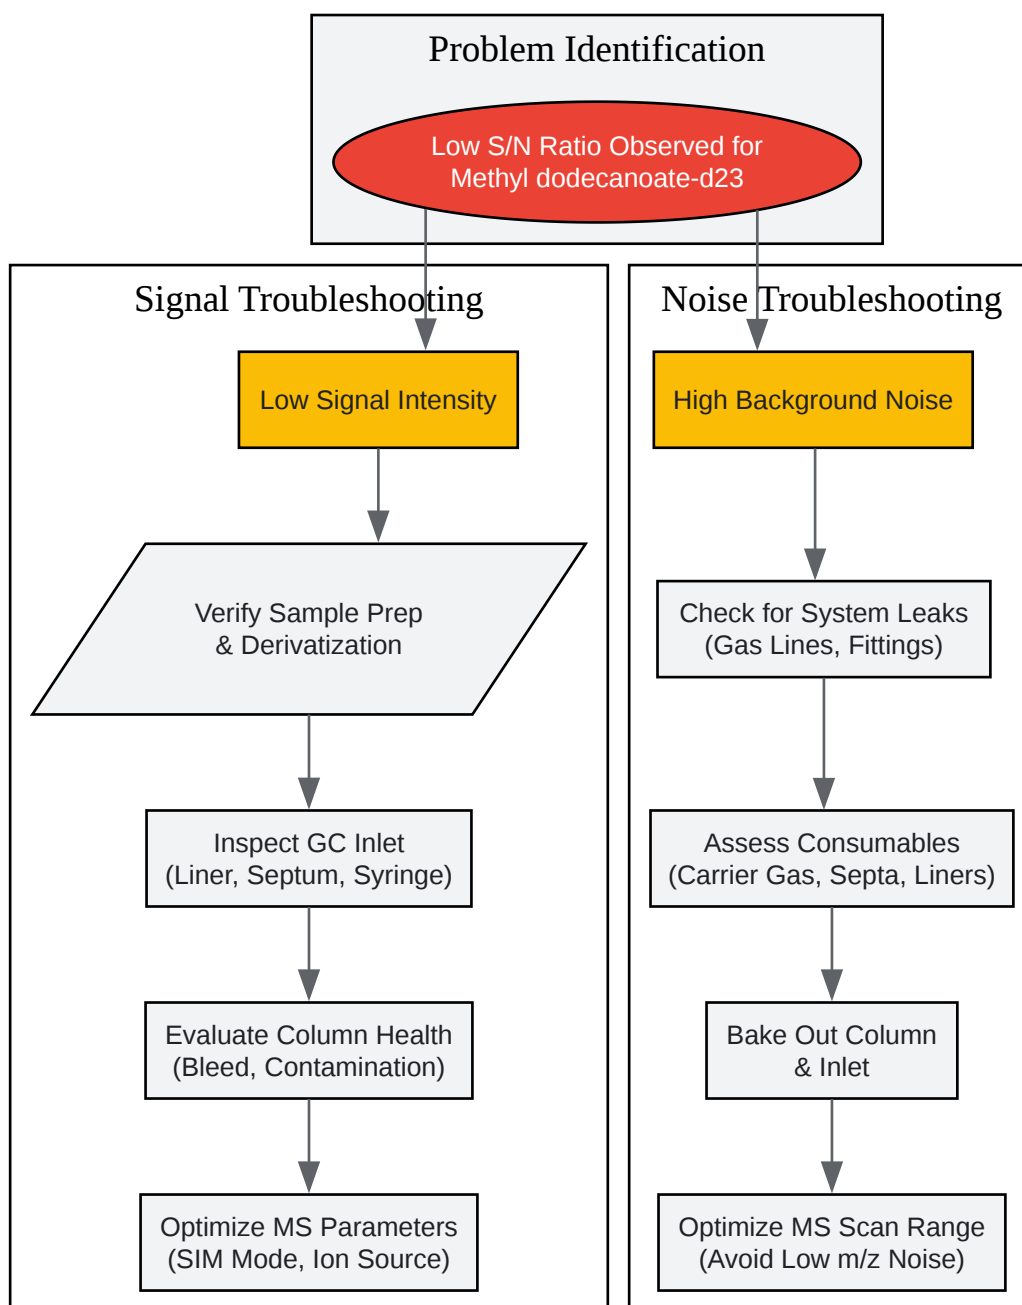 Problem Identification
Low S/N Ratio Observed for
Methyl dodecanoate-d23
Signal Troubleshooting
Low Signal Intensity
Verify Sample Prep
& Derivatization
Inspect GC Inlet
(Liner, Septum, Syringe)
Evaluate Column Health
(Bleed, Contamination)
Optimize MS Parameters
(SIM Mode, Ion Source)
Noise Troubleshooting
High Background Noise
Check for System Leaks
(Gas Lines, Fittings)
Assess Consumables
(Carrier Gas, Septa, Liners)
Bake Out Column
& Inlet
Optimize MS Scan Range
(Avoid Low m/z Noise)